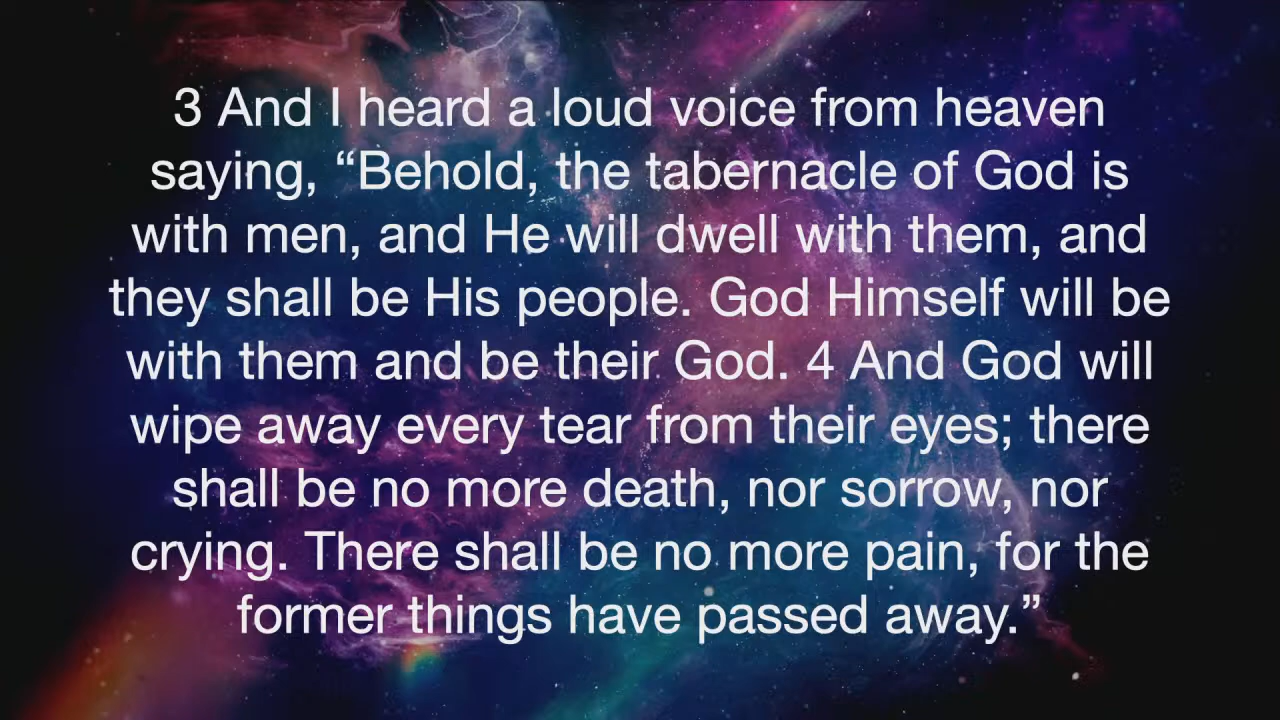 3 And I heard a loud voice from heaven
saying, “Behold, the tabernacle of God is
with men, and He will dwell with them, and
they shall be His people. God Himself will be
with them and be their God. 4 And God will
wipe away every tear from their eyes; there
shall be no more death, nor sorrow, nor
crying. There shall be no more pain, for the
former things have passed away.”